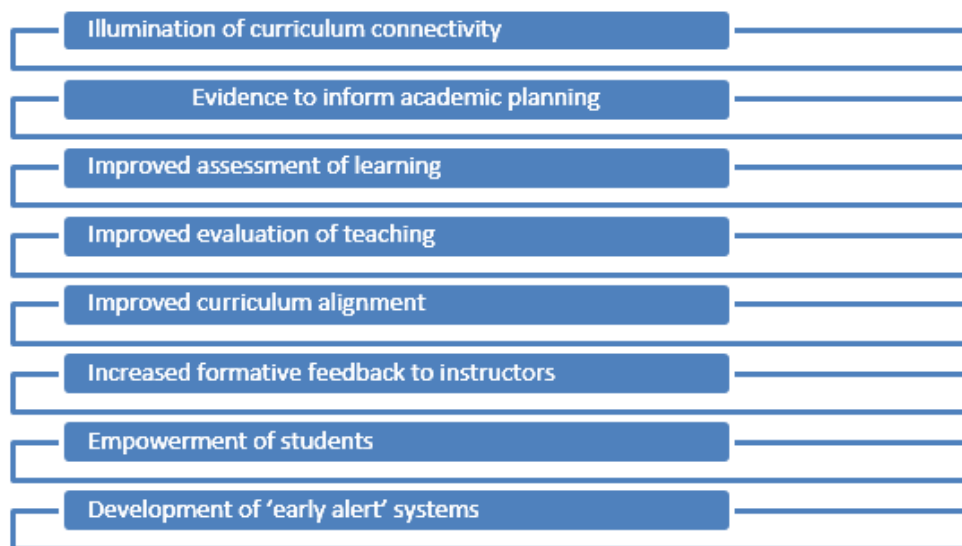 Illumination of curriculum connectivity
Evidence to inform academic planning
Improved assessment of learning
Improved evaluation of teaching
Improved curriculum alignment
Increased formative feedback to instructors
Empowerment of students
Development of ‘early alert’ systems